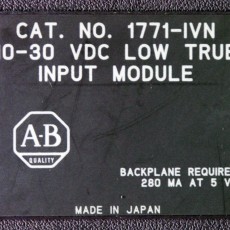 CAT. NO. 1771-IVN
10-30 VDC LOW TRUE
INPUT MODULE
A-B
QUALITY
BACKPLANE REQUIRE
280 MA AT 5 V
MADE IN JAPAN